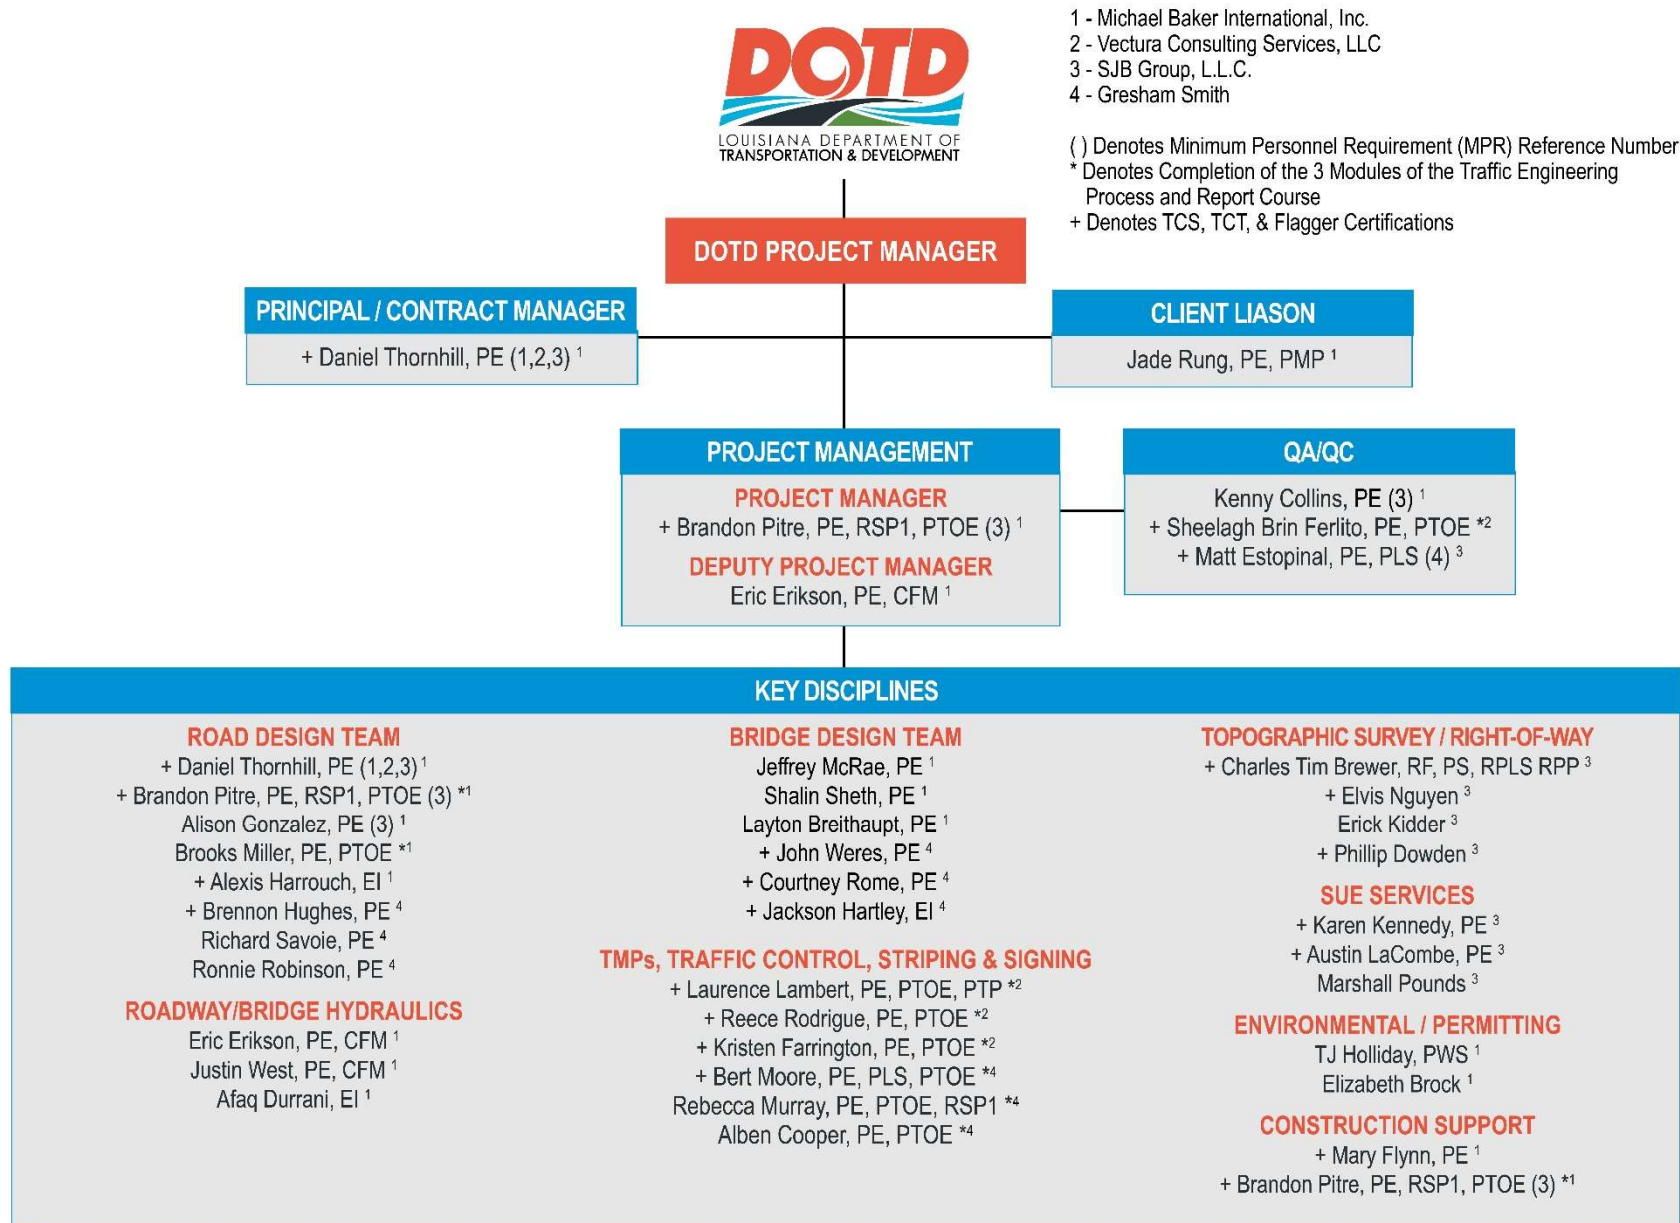 DOTD
LOUISIANA DEPARTMENT OF
TRANSPORTATION & DEVELOPMENT
1 - Michael Baker International, Inc.
2 - Vectura Consulting Services, LLC
3 - SJB Group, L.L.C.
4 - Gresham Smith
( ) Denotes Minimum Personnel Requirement (MPR) Reference Number
* Denotes Completion of the 3 Modules of the Traffic Engineering
Process and Report Course
+ Denotes TCS, TCT, & Flagger Certifications
DOTD PROJECT MANAGER
PRINCIPAL / CONTRACT MANAGER
+ Daniel Thornhill, PE (1,2,3) ¹
CLIENT LIASON
Jade Rung, PE, PMP ¹
PROJECT MANAGEMENT
PROJECT MANAGER
+ Brandon Pitre, PE, RSP1, PTOE (3) ¹
DEPUTY PROJECT MANAGER
Eric Erikson, PE, CFM ¹
QA/QC
Kenny Collins, PE (3) ¹
+ Sheelagh Brin Ferlito, PE, PTOE *²
+ Matt Estopinal, PE, PLS (4) ³
KEY DISCIPLINES
ROAD DESIGN TEAM
+ Daniel Thornhill, PE (1,2,3) ¹
+ Brandon Pitre, PE, RSP1, PTOE (3) *¹
Alison Gonzalez, PE (3) ¹
Brooks Miller, PE, PTOE *¹
+ Alexis Harrouch, EI ¹
+ Brennon Hughes, PE ⁴
Richard Savoie, PE ⁴
Ronnie Robinson, PE ⁴
ROADWAY/BRIDGE HYDRAULICS
Eric Erikson, PE, CFM ¹
Justin West, PE, CFM ¹
Afaq Durrani, EI ¹
BRIDGE DESIGN TEAM
Jeffrey McRae, PE ¹
Shalin Sheth, PE ¹
Layton Breithaupt, PE ¹
+ John Weres, PE ⁴
+ Courtney Rome, PE ⁴
+ Jackson Hartley, EI ⁴
TMPs, TRAFFIC CONTROL, STRIPING & SIGNING
+ Laurence Lambert, PE, PTOE, PTP *²
+ Reece Rodrigue, PE, PTOE *²
+ Kristen Farrington, PE, PTOE *²
+ Bert Moore, PE, PLS, PTOE *⁴
Rebecca Murray, PE, PTOE, RSP1 *⁴
Alben Cooper, PE, PTOE *⁴
TOPOGRAPHIC SURVEY / RIGHT-OF-WAY
+ Charles Tim Brewer, RF, PS, RPLS RPP ³
+ Elvis Nguyen ³
Erick Kidder ³
+ Phillip Dowden ³
SUE SERVICES
+ Karen Kennedy, PE ³
+ Austin LaCombe, PE ³
Marshall Pounds ³
ENVIRONMENTAL / PERMITTING
TJ Holliday, PWS ¹
Elizabeth Brock ¹
CONSTRUCTION SUPPORT
+ Mary Flynn, PE ¹
+ Brandon Pitre, PE, RSP1, PTOE (3) *¹